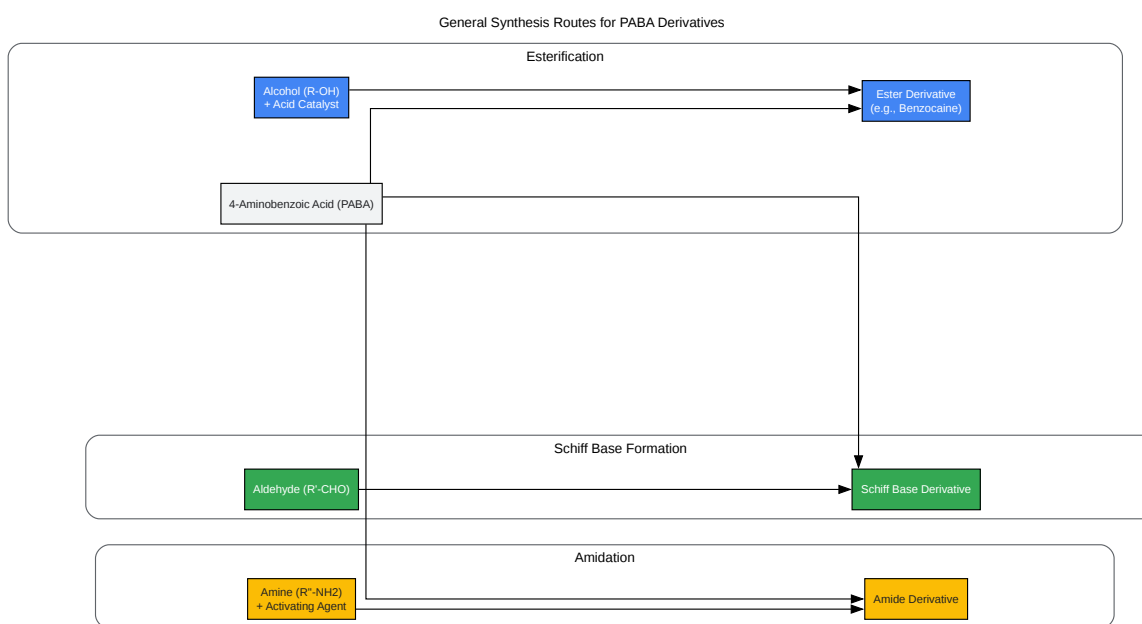 General Synthesis Routes for PABA Derivatives
Esterification
Alcohol (R-OH)
+ Acid Catalyst
Ester Derivative
(e.g., Benzocaine)
4-Aminobenzoic Acid (PABA)
Schiff Base Formation
Aldehyde (R'-CHO)
Schiff Base Derivative
Amidation
Amine (R"-NH2)
+ Activating Agent
Amide Derivative